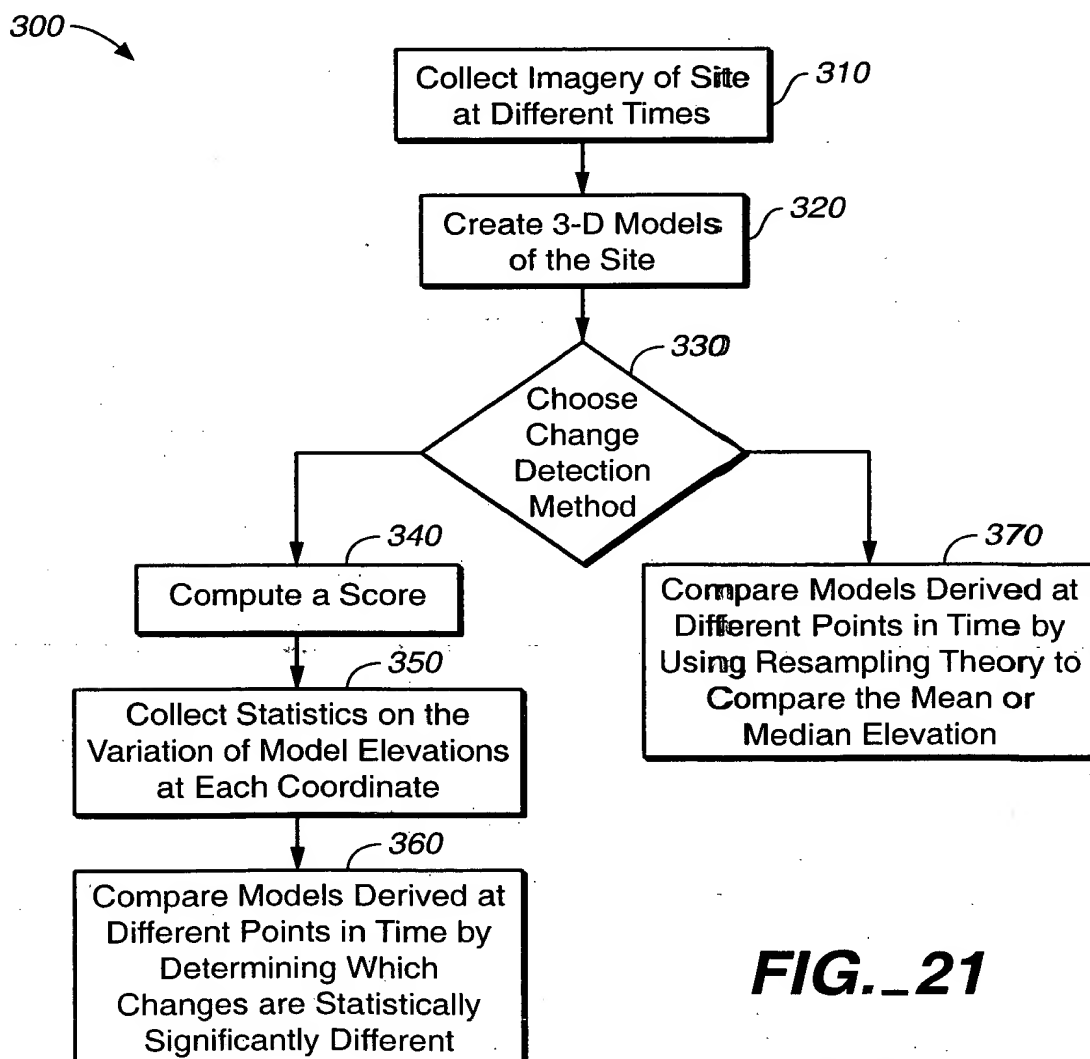 300
Collect Imagery of Site
at Different Times
310
Create 3-D Models
of the Site
320
330
Choose
Change
Detection
Method
340
Compute a Score
350
Collect Statistics on the
Variation of Model Elevations
at Each Coordinate
360
Compare Models Derived at
Different Points in Time by
Determining Which
Changes are Statistically
Significantly Different
370
Compare Models Derived at
Different Points in Time by
Using Resampling Theory to
Compare the Mean or
Median Elevation
FIG._21